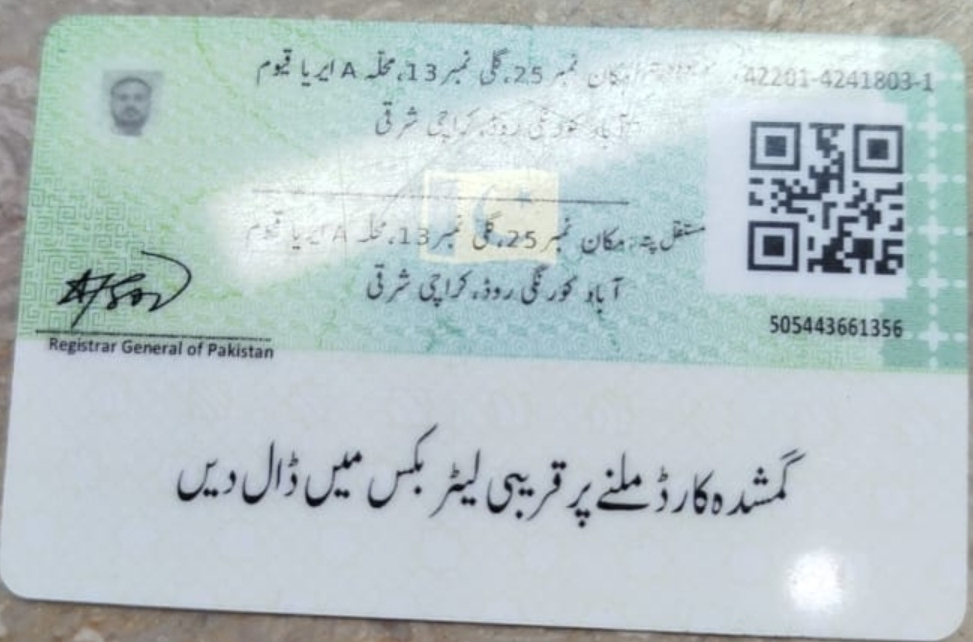 مکان نمبر 25، گلی نمبر 13، محلہ A ایریا قیوم
42201-4241803-1
آباد کورنگی روڈ، کراچی شرقی
مستقل پتہ: مکان نمبر 25، گلی نمبر 13، محلہ A ایریا قیوم
آباد کورنگی روڈ، کراچی شرقی
505443661356
Registrar General of Pakistan
گمشدہ کارڈ ملنے پر قریبی لیٹر بکس میں ڈال دیں